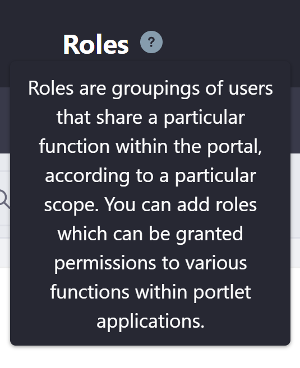 Roles ?
Roles are groupings of users
that share a particular
function within the portal,
according to a particular
scope. You can add roles
which can be granted
permissions to various
functions within portlet
applications.